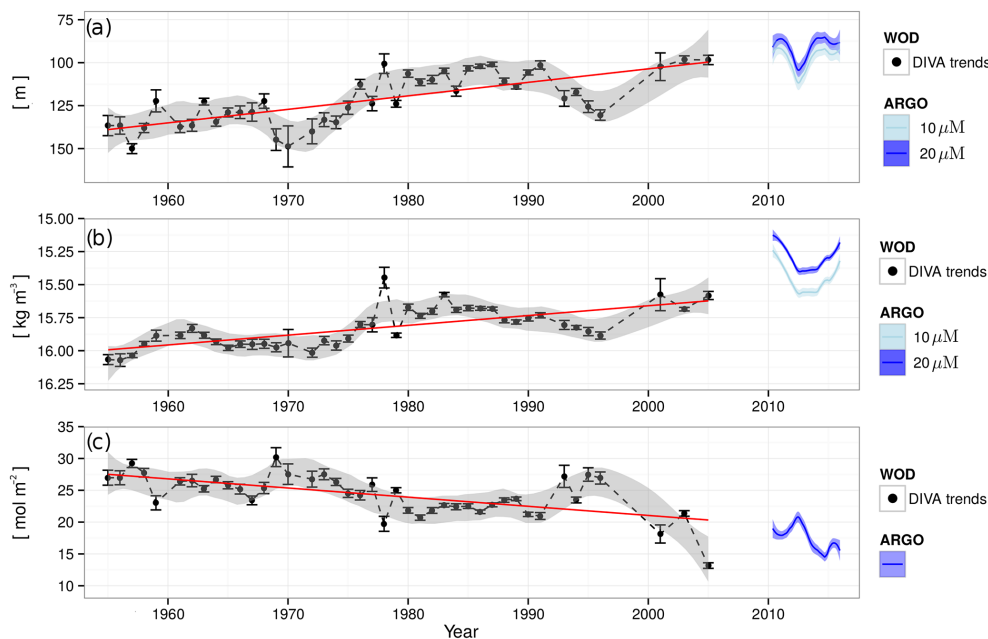 (a)
75
100
125
150
[ m ]
1960 1970 1980 1990 2000 2010
WOD
DIVA trends
ARGO
10 μM
20 μM
(b)
15.00
15.25
15.50
15.75
16.00
16.25
[ kg m⁻³ ]
1960 1970 1980 1990 2000 2010
WOD
DIVA trends
ARGO
10 μM
20 μM
(c)
35
30
25
20
15
10
[ mol m⁻² ]
1960 1970 1980 1990 2000 2010
Year
WOD
DIVA trends
ARGO